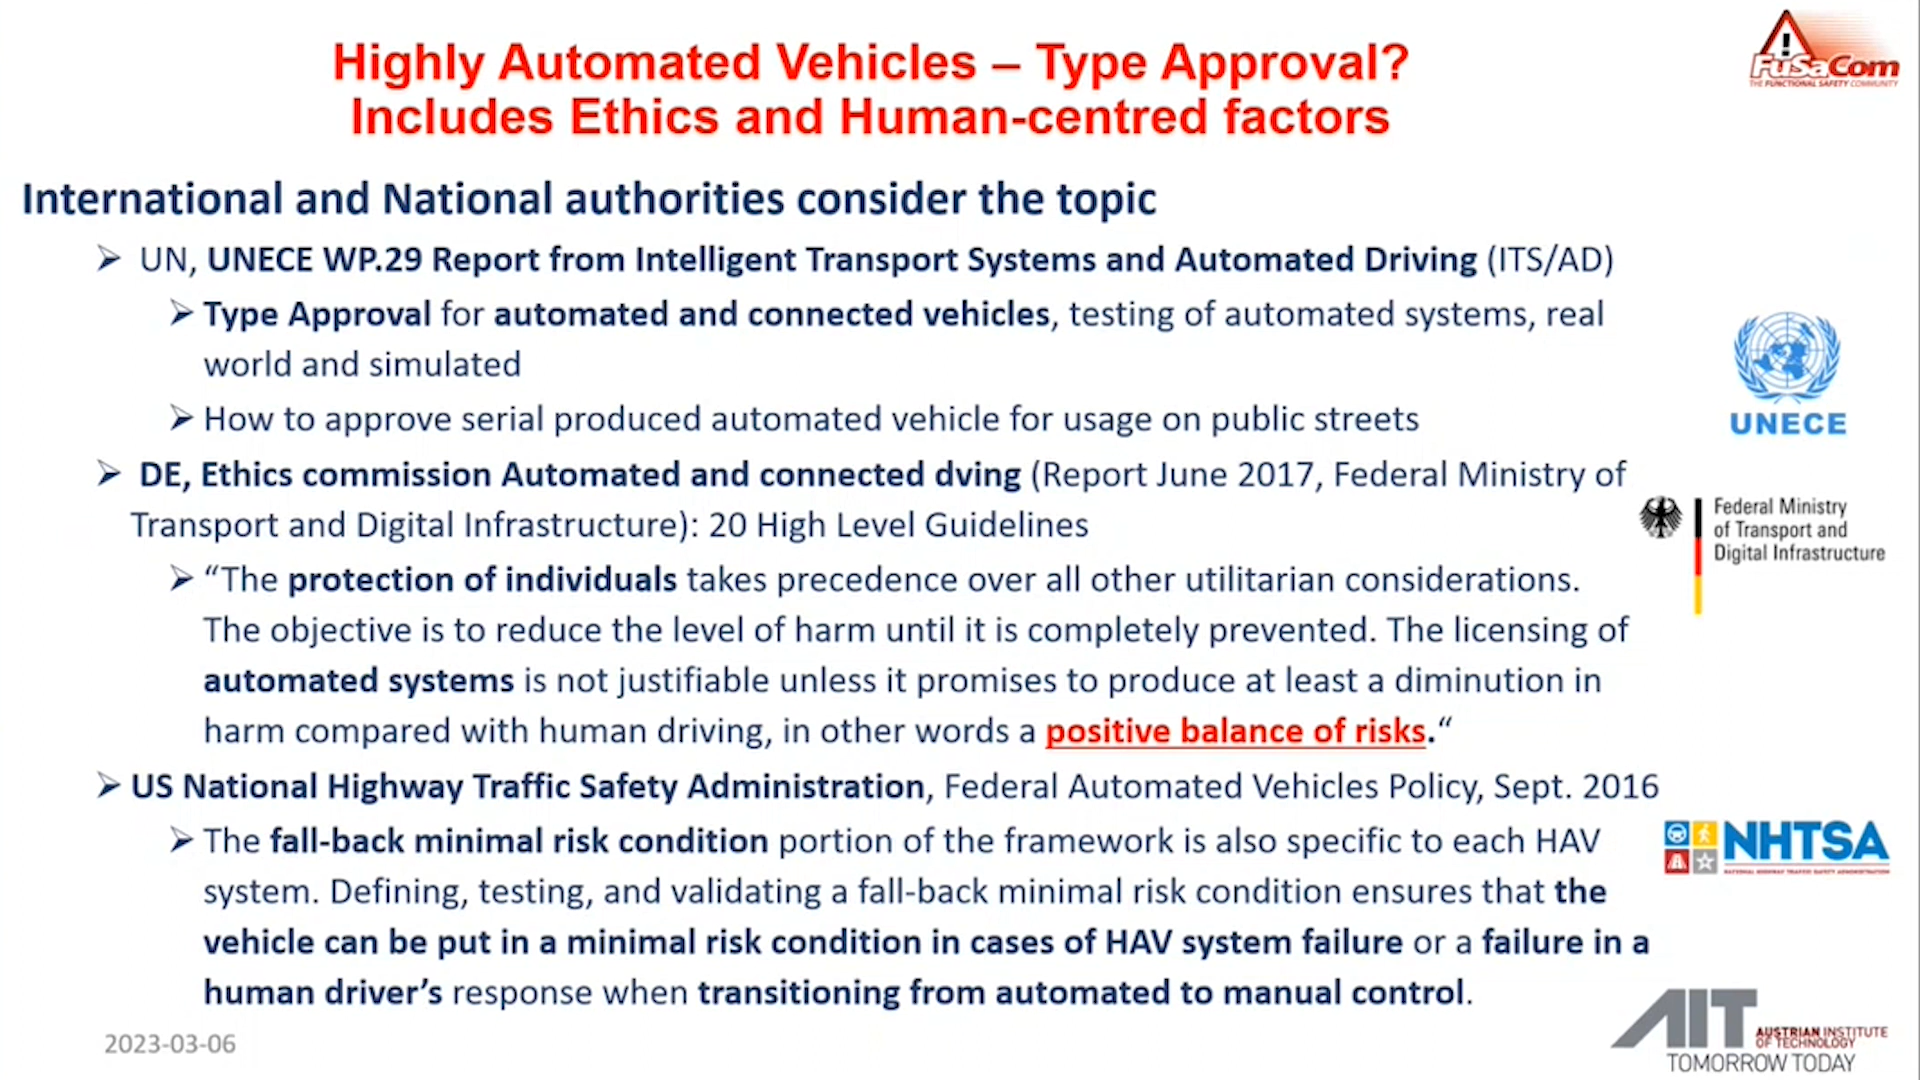 Highly Automated Vehicles – Type Approval?
Includes Ethics and Human-centred factors
FuSaCom
THE FUNCTIONAL SAFETY COMMUNITY
International and National authorities consider the topic
➢ UN, UNECE WP.29 Report from Intelligent Transport Systems and Automated Driving (ITS/AD)
➢ Type Approval for automated and connected vehicles, testing of automated systems, real
world and simulated
➢ How to approve serial produced automated vehicle for usage on public streets
UNECE
➢ DE, Ethics commission Automated and connected dving (Report June 2017, Federal Ministry of
Transport and Digital Infrastructure): 20 High Level Guidelines
Federal Ministry
of Transport and
Digital Infrastructure
➢ “The protection of individuals takes precedence over all other utilitarian considerations.
The objective is to reduce the level of harm until it is completely prevented. The licensing of
automated systems is not justifiable unless it promises to produce at least a diminution in
harm compared with human driving, in other words a positive balance of risks.“
➢ US National Highway Traffic Safety Administration, Federal Automated Vehicles Policy, Sept. 2016
➢ The fall-back minimal risk condition portion of the framework is also specific to each HAV
system. Defining, testing, and validating a fall-back minimal risk condition ensures that the
vehicle can be put in a minimal risk condition in cases of HAV system failure or a failure in a
human driver’s response when transitioning from automated to manual control.
NHTSA
NATIONAL HIGHWAY TRAFFIC SAFETY ADMINISTRATION
2023-03-06
AIT
AUSTRIAN INSTITUTE
OF TECHNOLOGY
TOMORROW TODAY